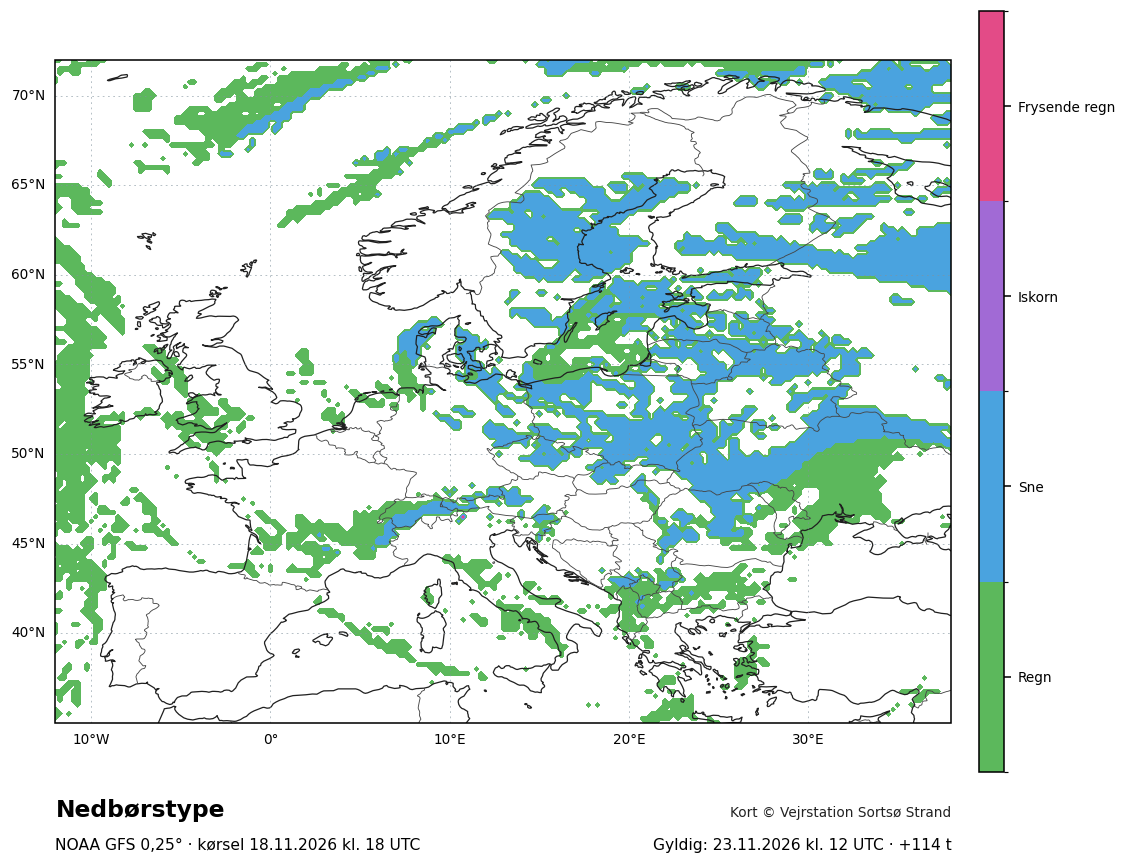 70°N
65°N
60°N
55°N
50°N
45°N
40°N
10°W
0°
10°E
20°E
30°E
Frysende regn
Iskorn
Sne
Regn
Nedbørstype
Kort © Vejrstation Sortsø Strand
NOAA GFS 0,25° · kørsel 18.11.2026 kl. 18 UTC
Gyldig: 23.11.2026 kl. 12 UTC · +114 t